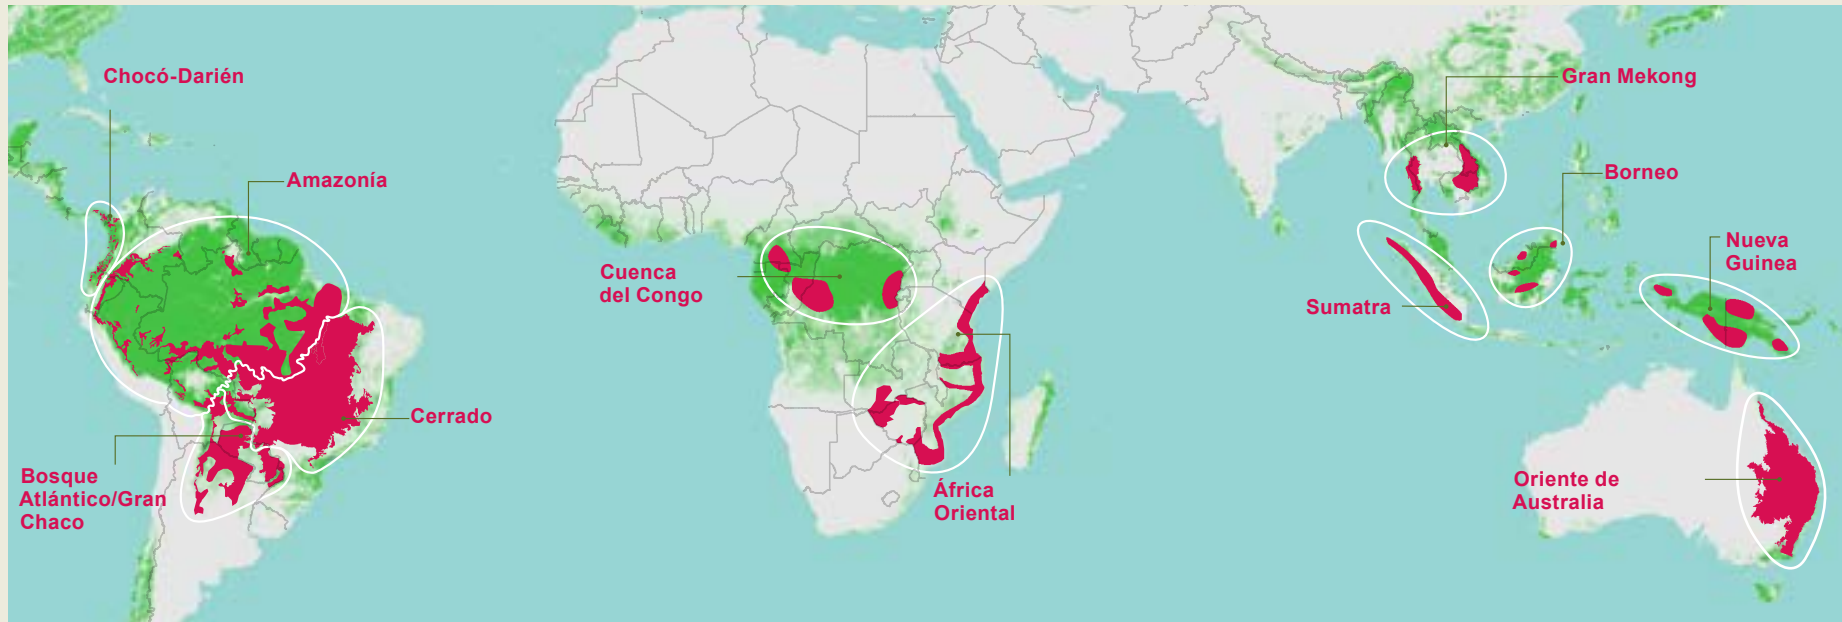 Chocó-Darién
Amazonía
Cerrado
Bosque
Atlántico/Gran
Chaco
Cuenca
del Congo
África
Oriental
Gran Mekong
Borneo
Nueva
Guinea
Sumatra
Oriente de
Australia